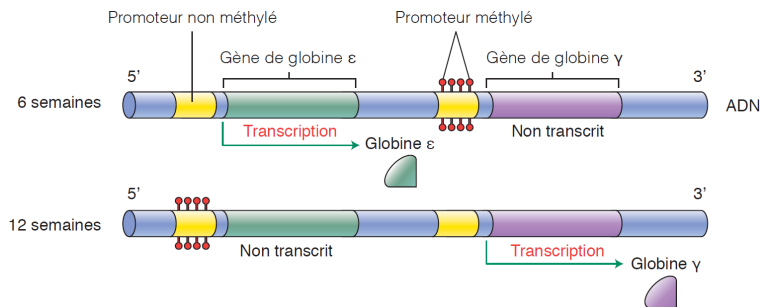 Promoteur non méthylé
Promoteur méthylé
Gène de globine ε
Gène de globine γ
5’
3’
6 semaines
ADN
Transcription
Non transcrit
Globine ε
5’
3’
12 semaines
Non transcrit
Transcription
Globine γ